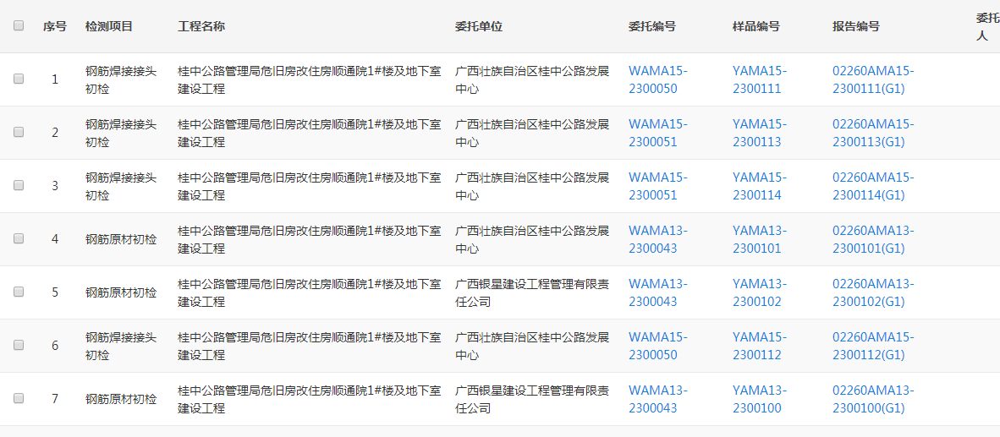 序号 检测项目 工程名称 委托单位 委托编号 样品编号 报告编号 委托
人
1 钢筋焊接接头 桂中公路管理局危旧房改住房顺通院1#楼及地下室 广西壮族自治区桂中公路发展 WAMA15- YAMA15- 02260AMA15-
初检 建设工程 中心 2300050 2300111 2300111(G1)
2 钢筋焊接接头 桂中公路管理局危旧房改住房顺通院1#楼及地下室 广西壮族自治区桂中公路发展 WAMA15- YAMA15- 02260AMA15-
初检 建设工程 中心 2300051 2300113 2300113(G1)
3 钢筋焊接接头 桂中公路管理局危旧房改住房顺通院1#楼及地下室 广西壮族自治区桂中公路发展 WAMA15- YAMA15- 02260AMA15-
初检 建设工程 中心 2300051 2300114 2300114(G1)
4 钢筋原材初检 桂中公路管理局危旧房改住房顺通院1#楼及地下室 广西壮族自治区桂中公路发展 WAMA13- YAMA13- 02260AMA13-
建设工程 中心 2300043 2300101 2300101(G1)
5 钢筋原材初检 桂中公路管理局危旧房改住房顺通院1#楼及地下室 广西银星建设工程管理有限责 WAMA13- YAMA13- 02260AMA13-
建设工程 任公司 2300043 2300102 2300102(G1)
6 钢筋焊接接头 桂中公路管理局危旧房改住房顺通院1#楼及地下室 广西壮族自治区桂中公路发展 WAMA15- YAMA15- 02260AMA15-
初检 建设工程 中心 2300050 2300112 2300112(G1)
7 钢筋原材初检 桂中公路管理局危旧房改住房顺通院1#楼及地下室 广西银星建设工程管理有限责 WAMA13- YAMA13- 02260AMA13-
建设工程 任公司 2300043 2300100 2300100(G1)